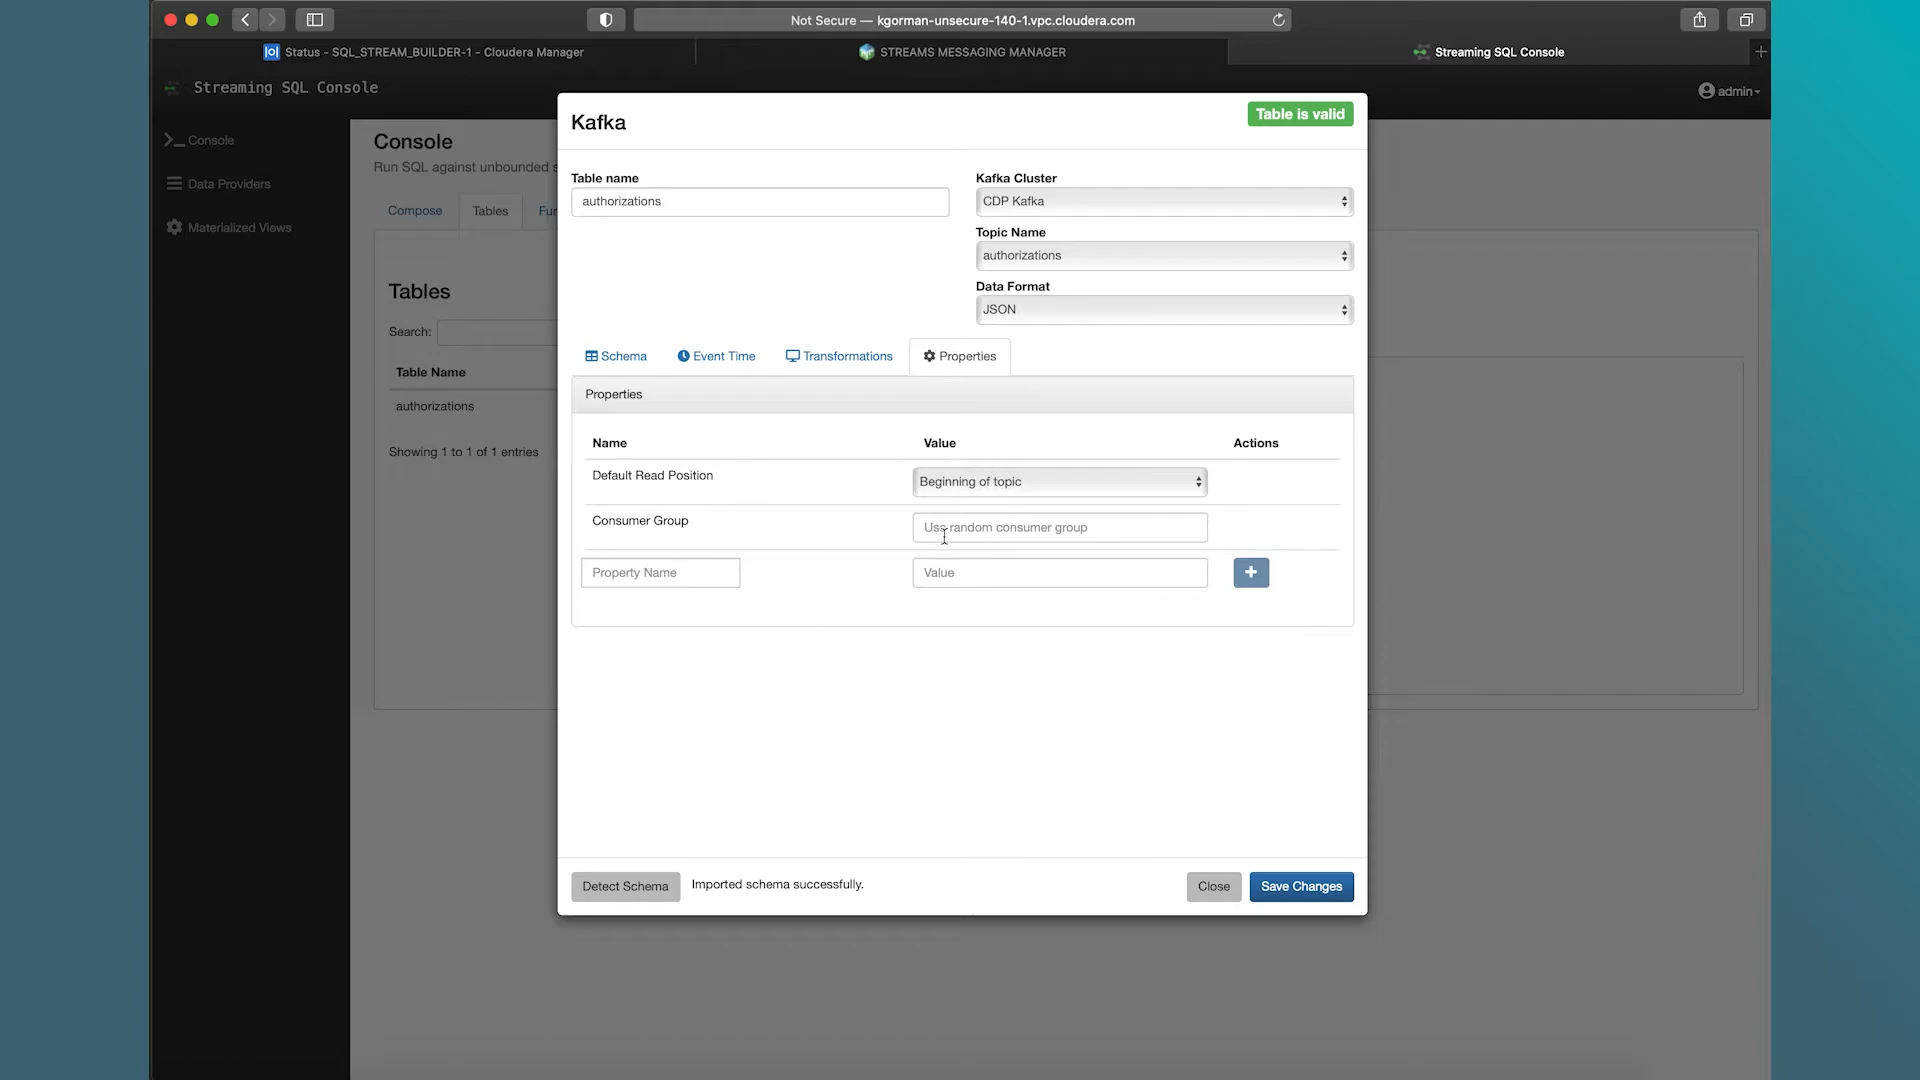 Not Secure — kgorman-unsecure-140-1.vpc.cloudera.com
Status - SQL_STREAM_BUILDER-1 - Cloudera Manager
STREAMS MESSAGING MANAGER
Streaming SQL Console
Streaming SQL Console
admin
Console
Data Providers
Materialized Views
Console
Run SQL against unbounded s
Compose
Tables
Fur
Tables
Search:
Table Name
authorizations
Showing 1 to 1 of 1 entries
Kafka
Table is valid
Table name
authorizations
Kafka Cluster
CDP Kafka
Topic Name
authorizations
Data Format
JSON
Schema
Event Time
Transformations
Properties
Properties
Name Value Actions
Default Read Position Beginning of topic
Consumer Group Use random consumer group
Property Name Value +
Detect Schema
Imported schema successfully.
Close
Save Changes